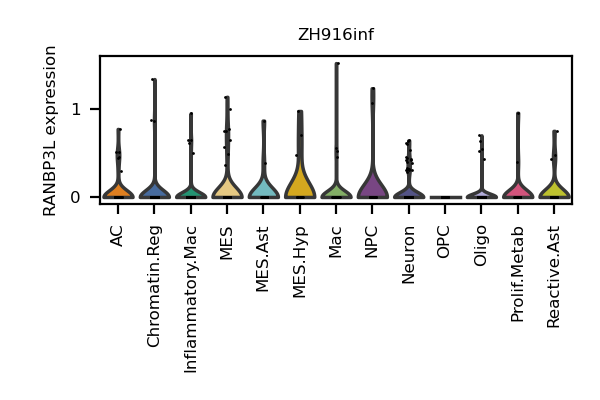 ZH916inf
RANBP3L expression
1
0
AC
Chromatin.Reg
Inflammatory.Mac
MES
MES.Ast
MES.Hyp
Mac
NPC
Neuron
OPC
Oligo
Prolif.Metab
Reactive.Ast